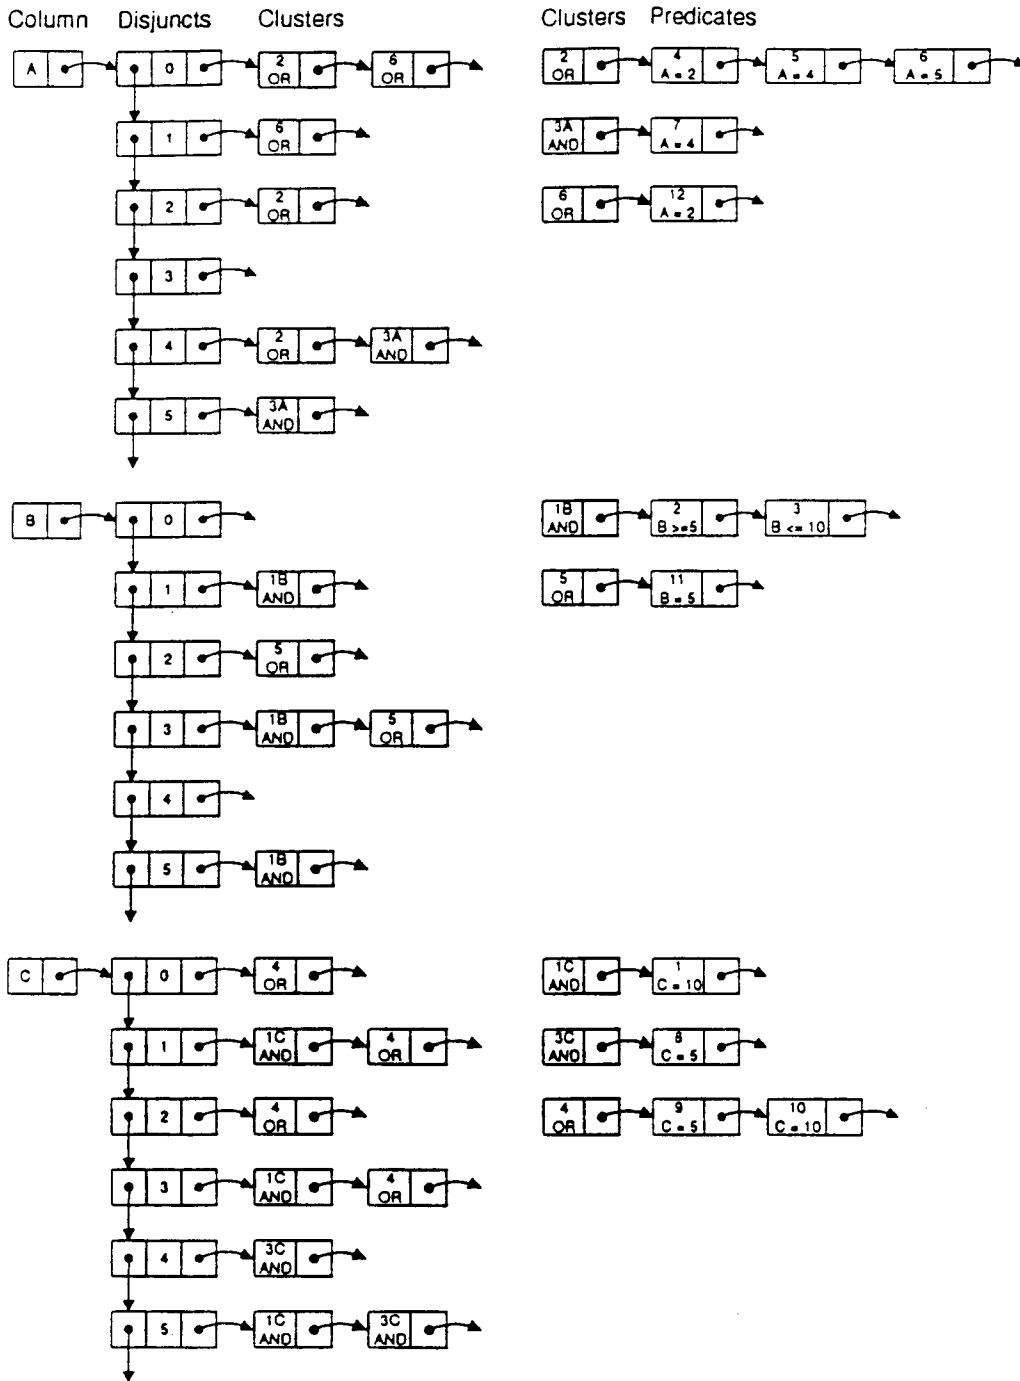 Column Disjuncts Clusters Clusters Predicates
A 0 2 OR 6 OR 2 OR 4 A = 2 5 A = 4 6 A = 5
1 6 OR 3A AND 7 A = 4
2 2 OR 6 OR 12 A = 2
3
4 2 OR 3A AND
5 3A AND
B 0 1B AND 2 B >= 5 3 B <= 10
1 1B AND 5 OR 11 B = 5
2 5 OR
3 1B AND 5 OR
4
5 1B AND
C 0 4 OR 1C AND 1 C = 10
1 1C AND 4 OR 3C AND 8 C = 5
2 4 OR 4 OR 9 C = 5 10 C = 10
3 1C AND 4 OR
4 3C AND
5 1C AND 3C AND